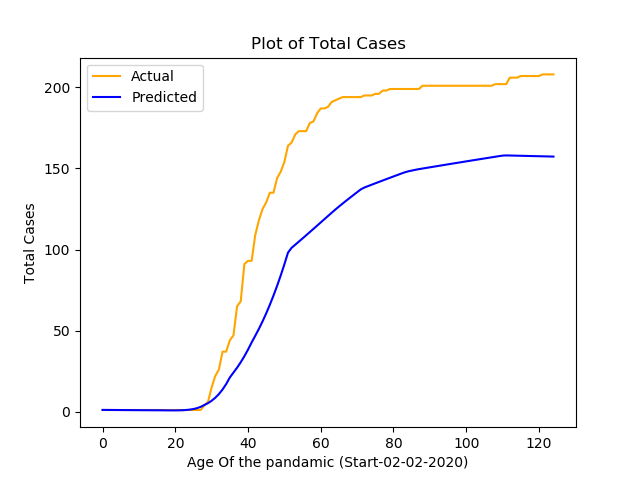 Plot of Total Cases
Actual
Predicted
200
150
100
50
0
Total Cases
0 20 40 60 80 100 120
Age Of the pandamic (Start-02-02-2020)